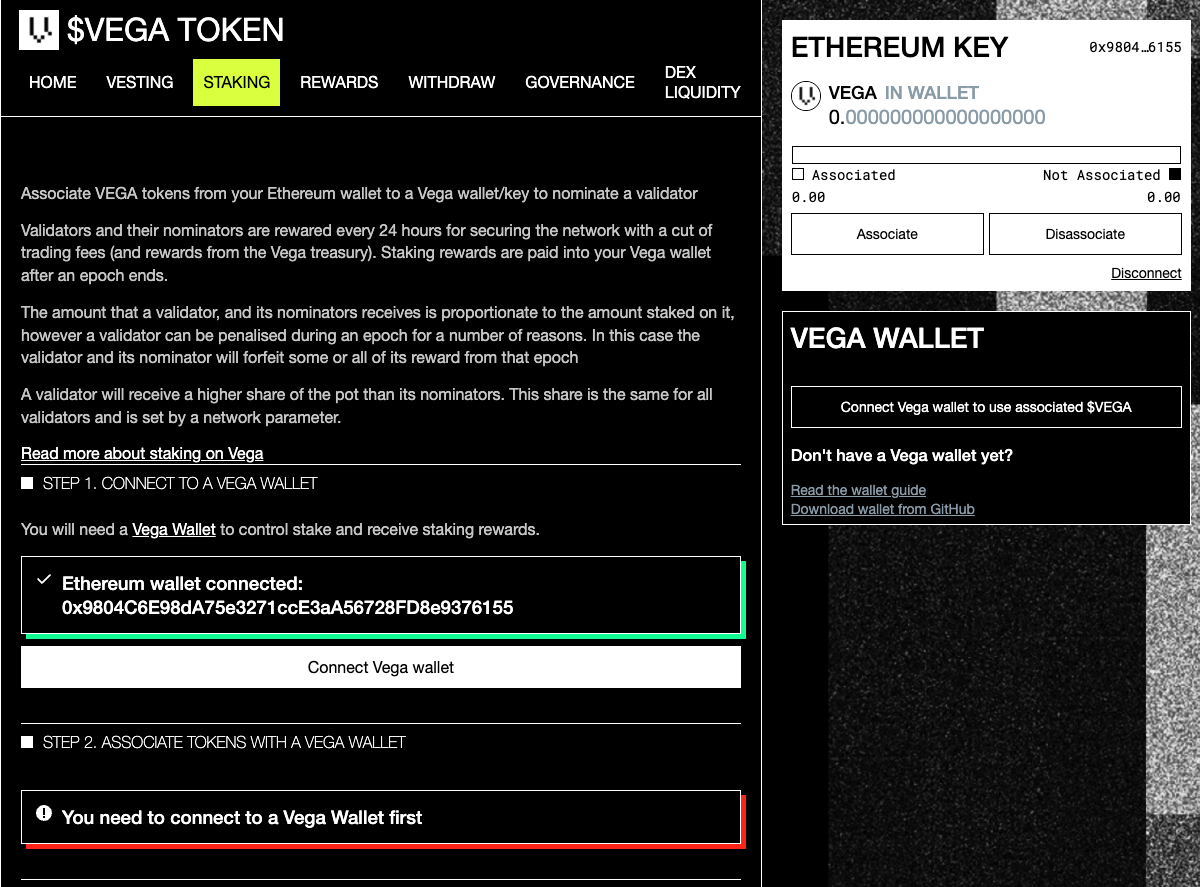 $VEGA TOKEN
HOME
VESTING
STAKING
REWARDS
WITHDRAW
GOVERNANCE
DEX
LIQUIDITY
Associate VEGA tokens from your Ethereum wallet to a Vega wallet/key to nominate a validator
Validators and their nominators are rewared every 24 hours for securing the network with a cut of
trading fees (and rewards from the Vega treasury). Staking rewards are paid into your Vega wallet
after an epoch ends.
The amount that a validator, and its nominators receives is proportionate to the amount staked on it,
however a validator can be penalised during an epoch for a number of reasons. In this case the
validator and its nominator will forfeit some or all of its reward from that epoch
A validator will receive a higher share of the pot than its nominators. This share is the same for all
validators and is set by a network parameter.
Read more about staking on Vega
STEP 1. CONNECT TO A VEGA WALLET
You will need a Vega Wallet to control stake and receive staking rewards.
Ethereum wallet connected:
0x9804C6E98dA75e3271ccE3aA56728FD8e9376155
Connect Vega wallet
STEP 2. ASSOCIATE TOKENS WITH A VEGA WALLET
You need to connect to a Vega Wallet first
ETHEREUM KEY
0x9804…6155
VEGA IN WALLET
0.000000000000000000
Associated
Not Associated
0.00
0.00
Associate
Disassociate
Disconnect
VEGA WALLET
Connect Vega wallet to use associated $VEGA
Don't have a Vega wallet yet?
Read the wallet guide
Download wallet from GitHub